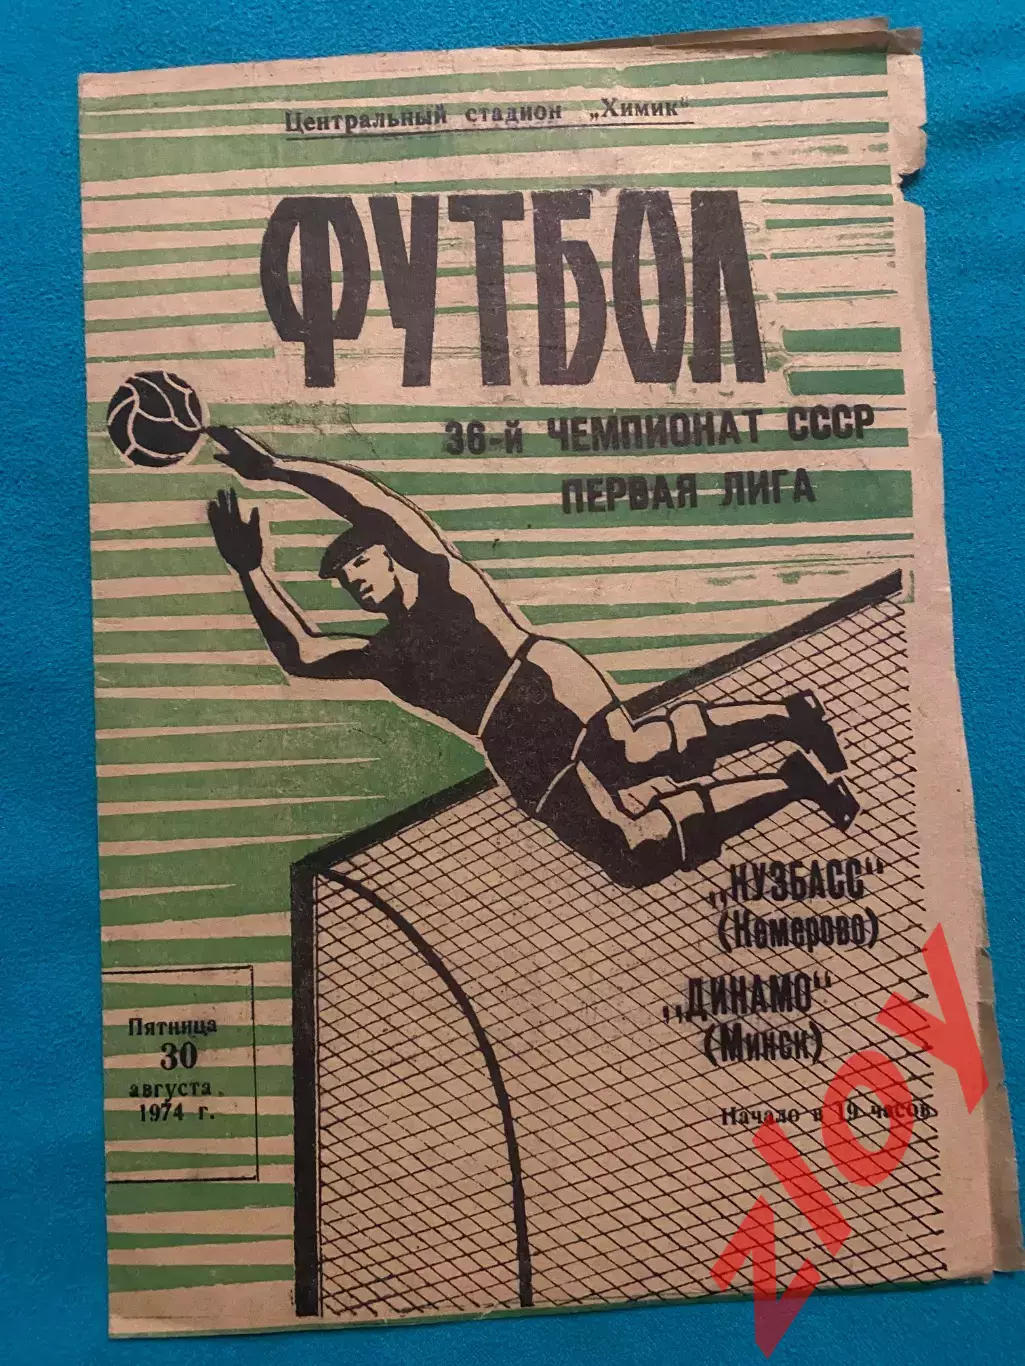 Центральный стадион „Химик“
ФУТБОЛ
36-й ЧЕМПИОНАТ СССР
ПЕРВАЯ ЛИГА
„КУЗБАСС“
(Кемерово)
„ДИНАМО“
(Минск)
Пятница
30
августа
1974 г.
Начало в 19 часов
zloy